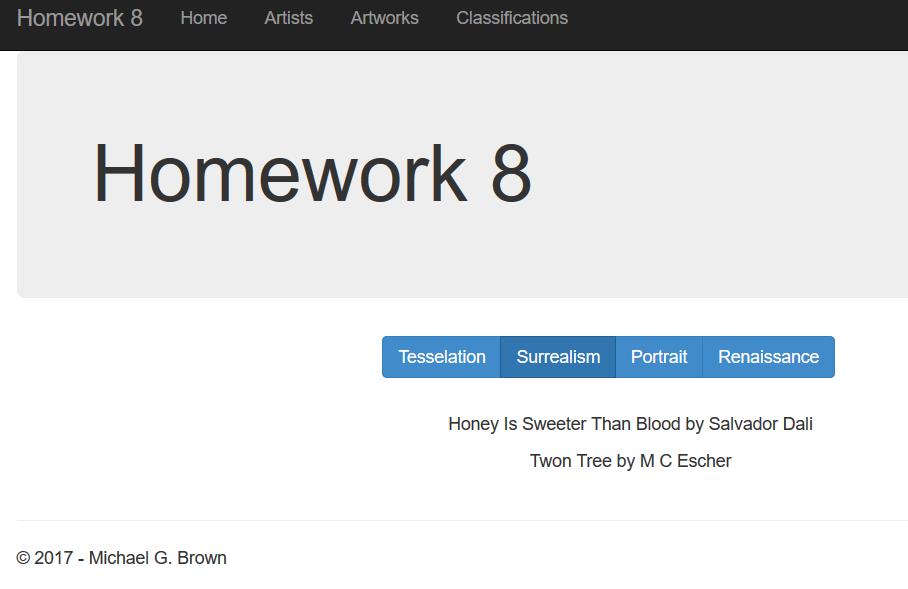 Homework 8 Home Artists Artworks Classifications
Homework 8
Tesselation Surrealism Portrait Renaissance
Honey Is Sweeter Than Blood by Salvador Dali
Twon Tree by M C Escher
© 2017 - Michael G. Brown